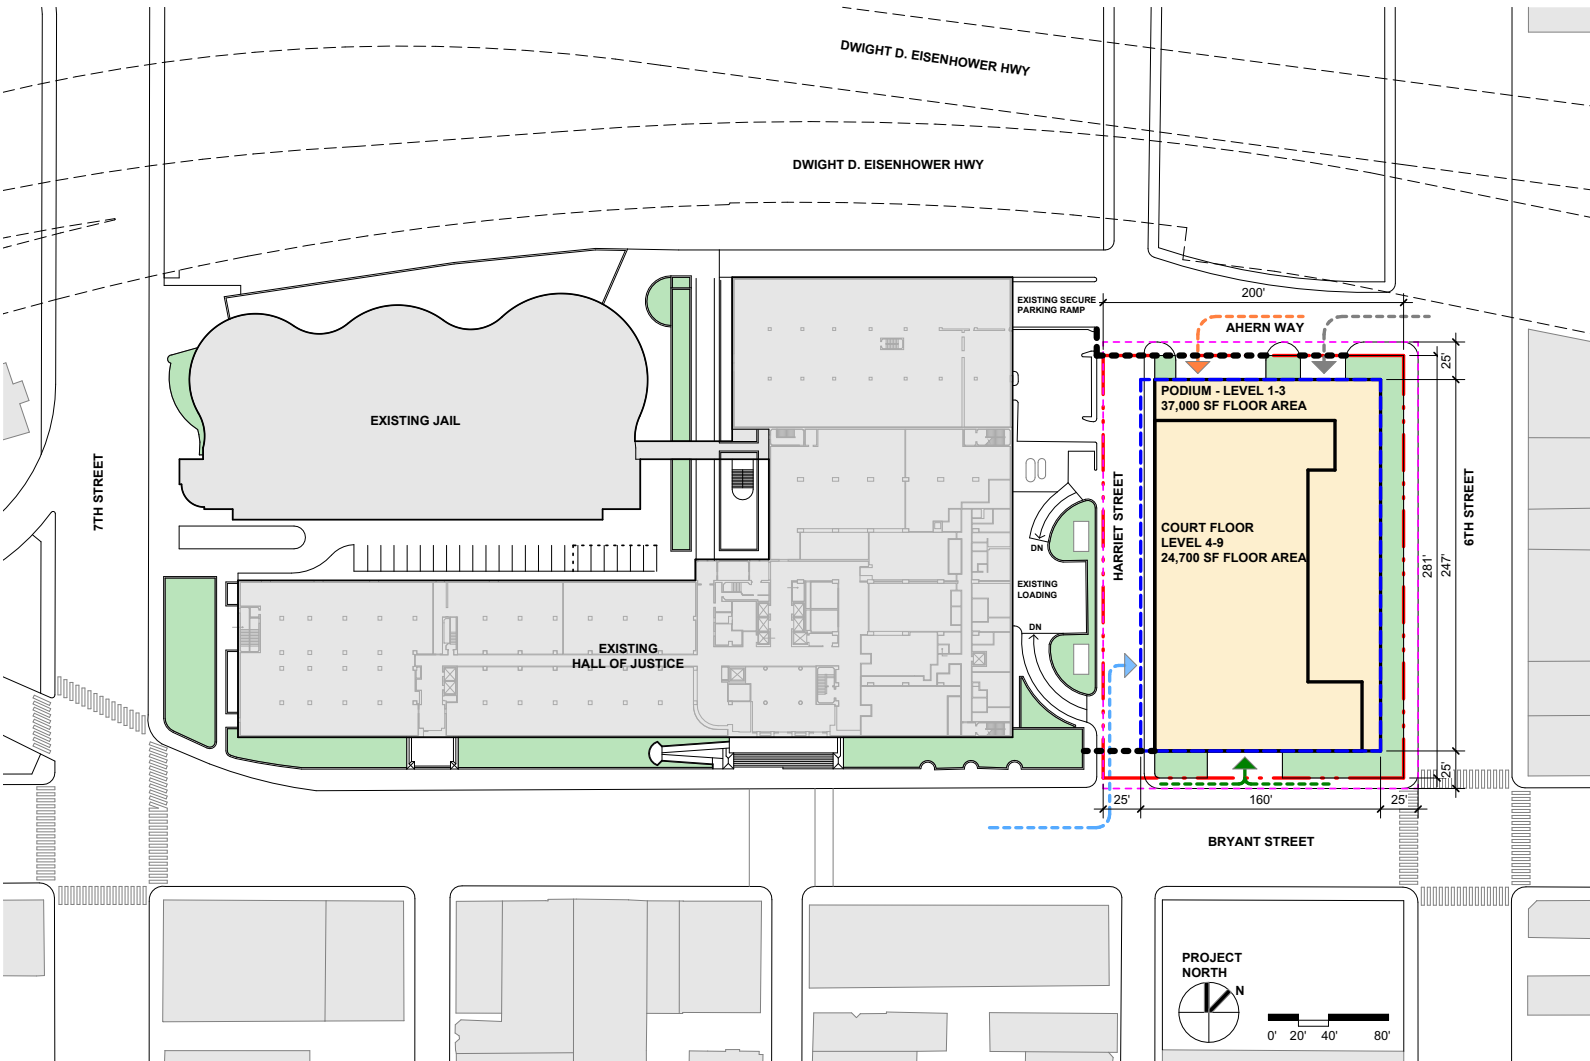 DWIGHT D. EISENHOWER HWY
DWIGHT D. EISENHOWER HWY
EXISTING SECURE
PARKING RAMP
200'
AHERN WAY
25'
PODIUM - LEVEL 1-3
37,000 SF FLOOR AREA
EXISTING JAIL
7TH STREET
HARRIET STREET
6TH STREET
COURT FLOOR
LEVEL 4-9
24,700 SF FLOOR AREA
281'
247'
DN
EXISTING
LOADING
DN
EXISTING
HALL OF JUSTICE
25'
25'
160'
25'
BRYANT STREET
PROJECT
NORTH
N
0' 20' 40' 80'